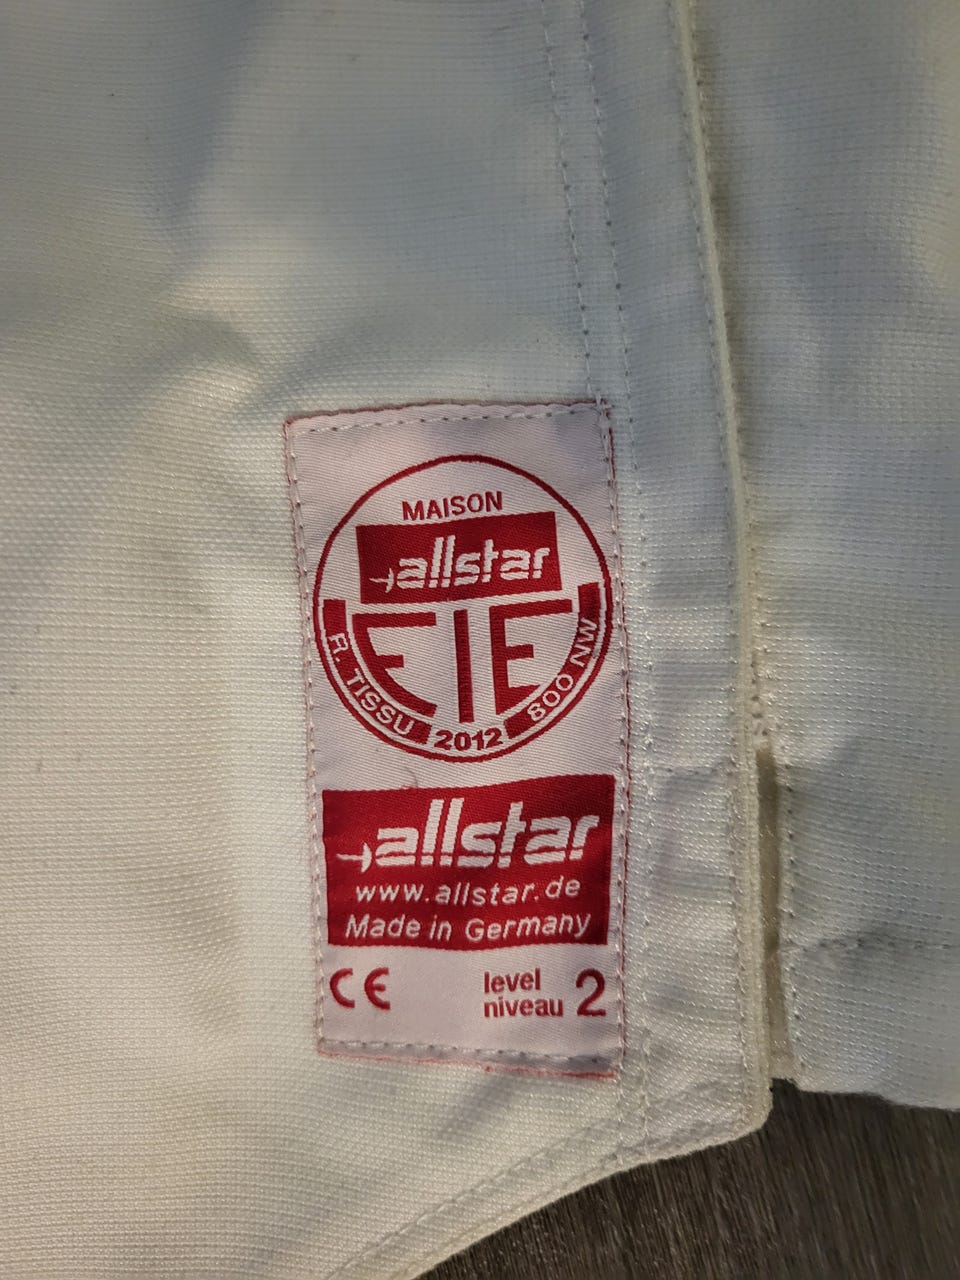 MAISON
allstar
FIE
R. TISSU 2012 800 NW
allstar
www.allstar.de
Made in Germany
CE
level
niveau 2